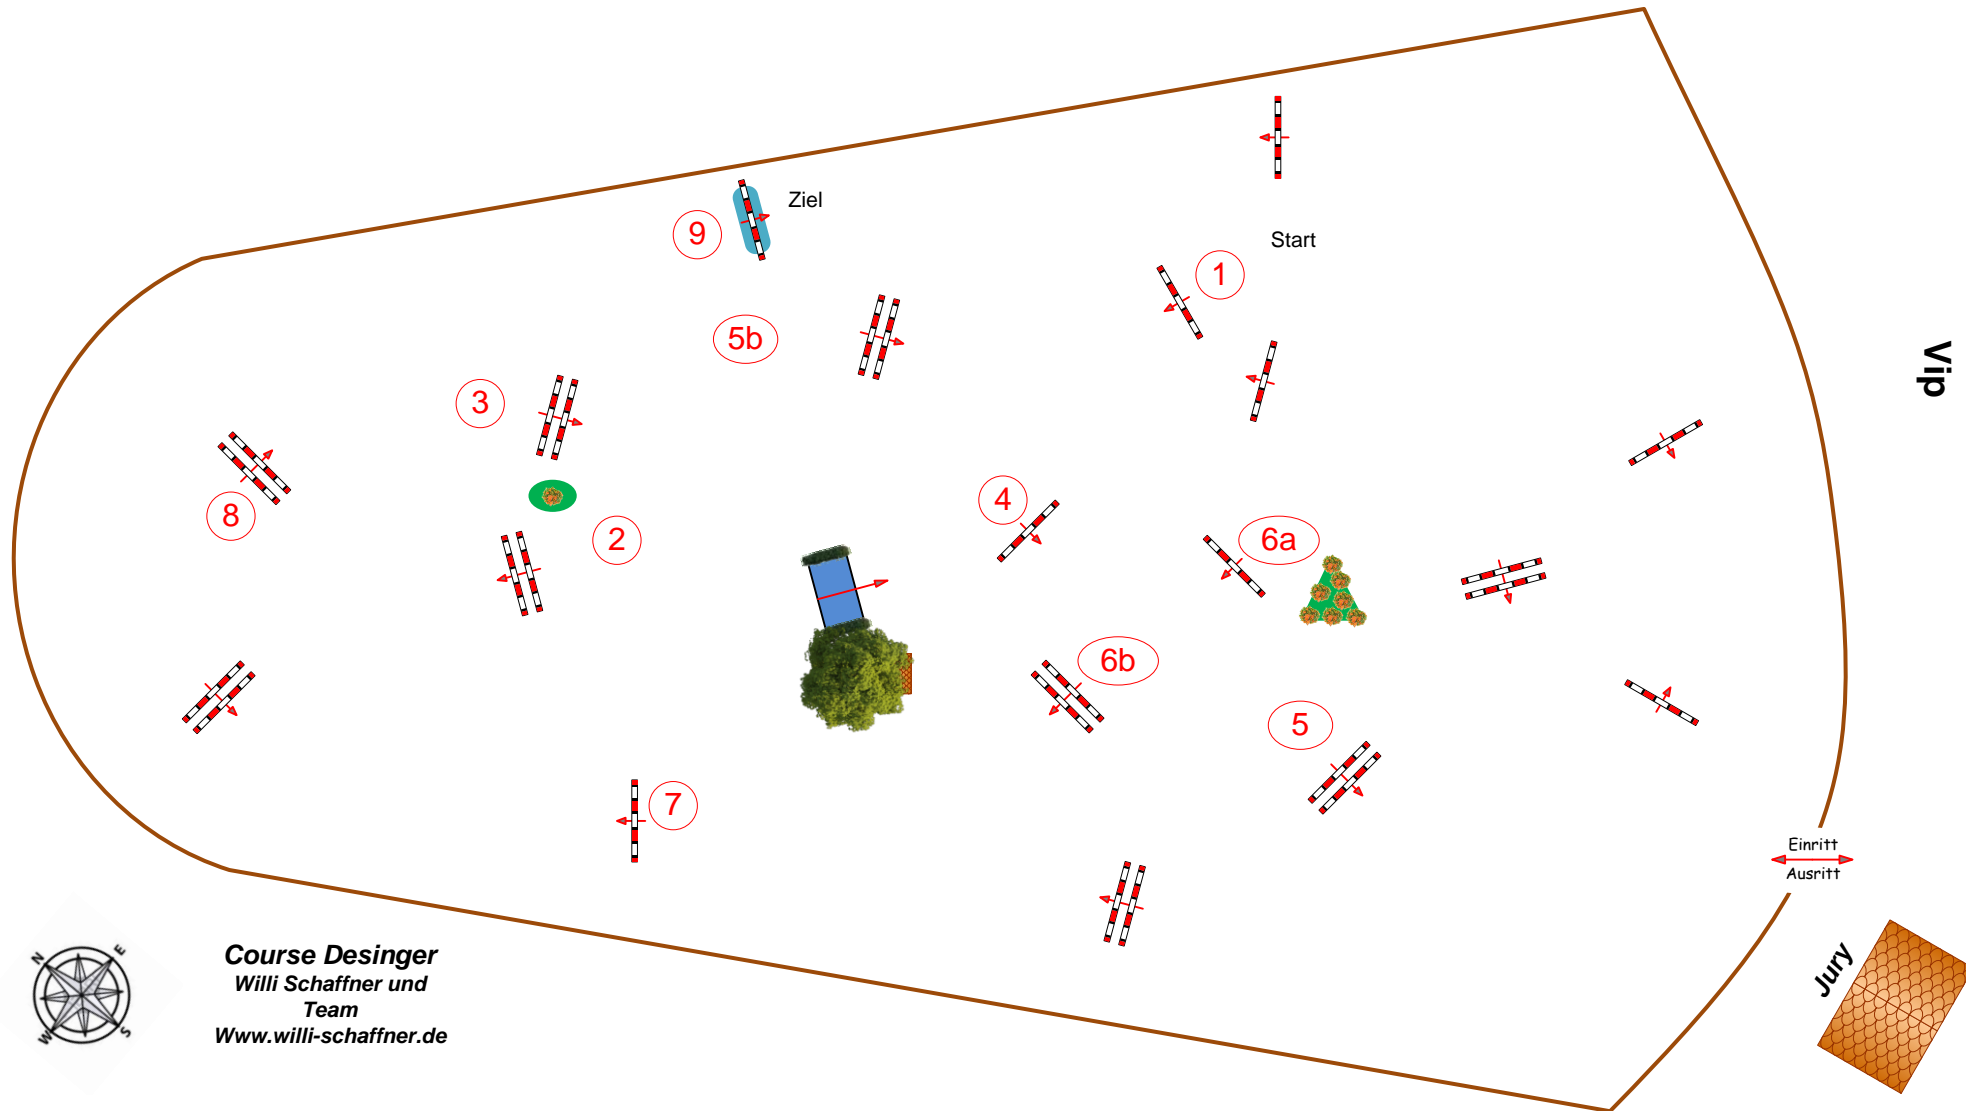 Ziel
9
Start
1
5b
3
Vip
8
4
2
6a
6b
5
7
Einritt
Ausritt
N
E
W
S
Course Desinger
Willi Schaffner und
Team
Www.willi-schaffner.de
Jury